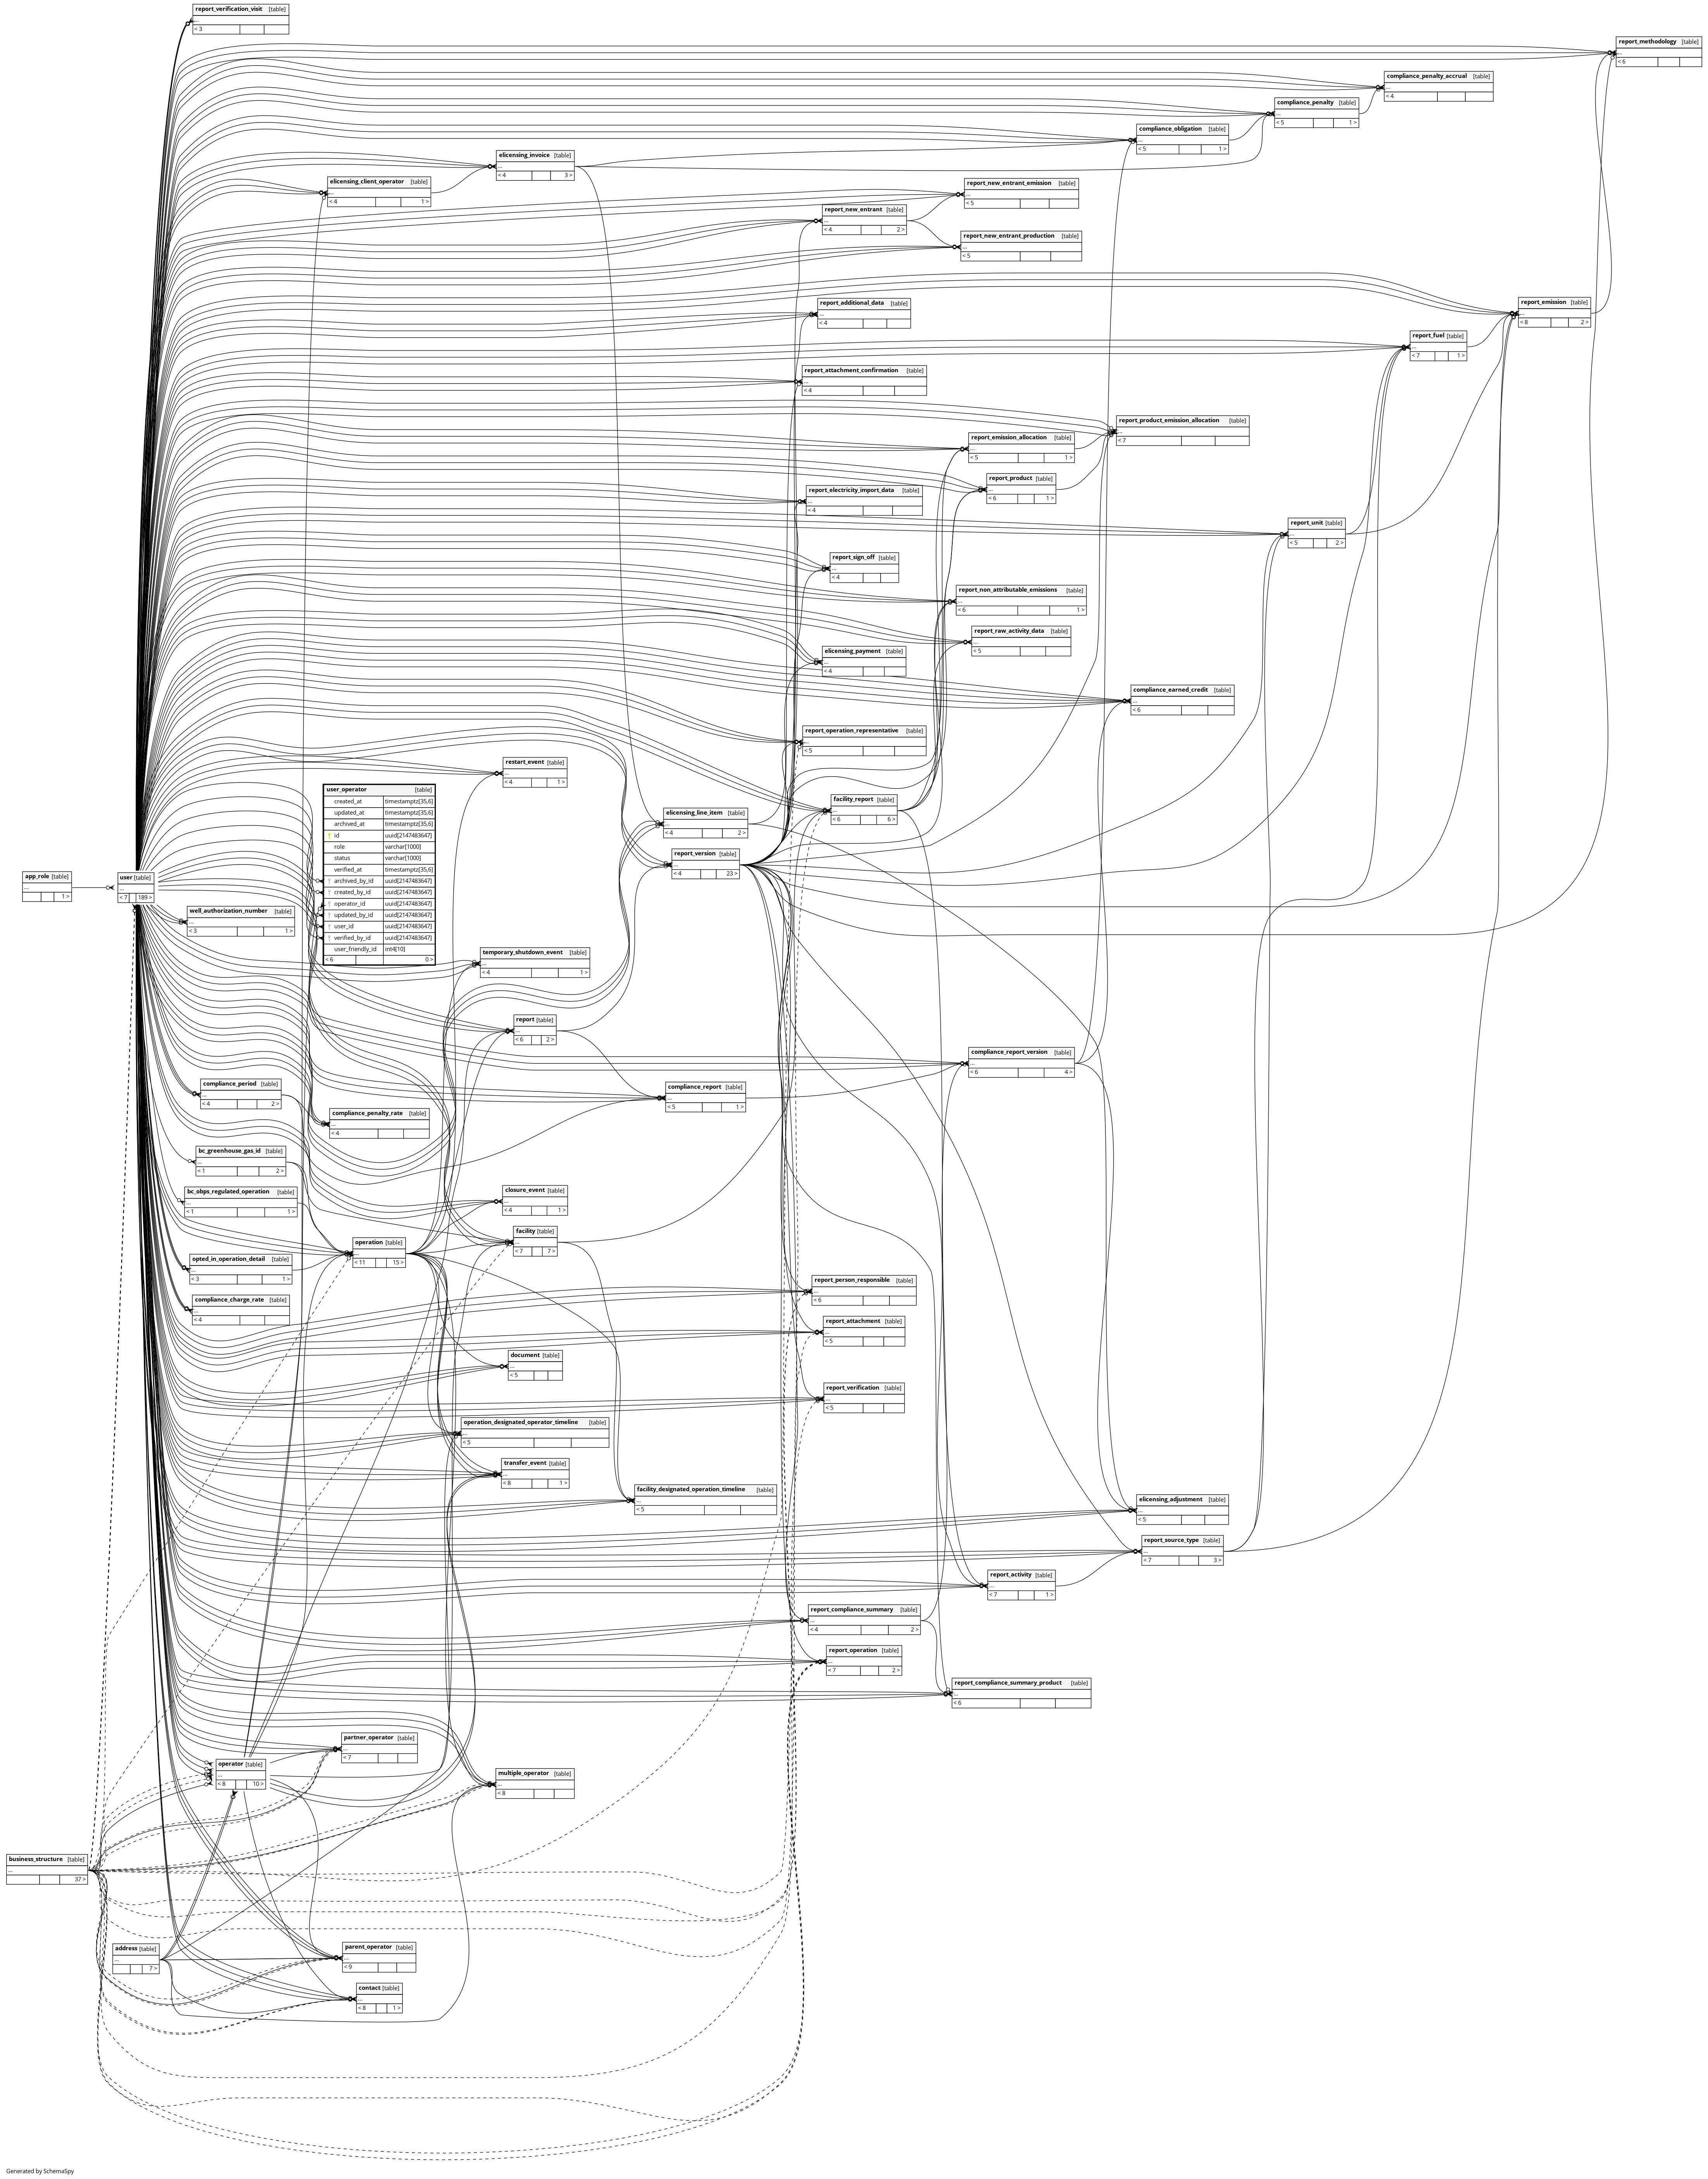 report_verification_visit [table]
...
< 3
report_methodology [table]
...
< 6
compliance_penalty_accrual [table]
...
< 4
compliance_penalty [table]
...
< 5 1 >
compliance_obligation [table]
...
< 5 1 >
elicensing_invoice [table]
...
< 4 3 >
elicensing_client_operator [table]
...
< 4 1 >
report_new_entrant_emission [table]
...
< 5
report_new_entrant [table]
...
< 4 2 >
report_new_entrant_production [table]
...
< 5
report_emission [table]
...
< 8 2 >
report_additional_data [table]
...
< 4
report_fuel [table]
...
< 7 1 >
report_attachment_confirmation [table]
...
< 4
report_product_emission_allocation [table]
...
< 7
report_emission_allocation [table]
...
< 5 1 >
report_product [table]
...
< 6 1 >
report_electricity_import_data [table]
...
< 4
report_unit [table]
...
< 5 2 >
report_sign_off [table]
...
< 4
report_non_attributable_emissions [table]
...
< 6 1 >
report_raw_activity_data [table]
...
< 5
elicensing_payment [table]
...
< 4
compliance_earned_credit [table]
...
< 6
report_operation_representative [table]
...
< 5
restart_event [table]
...
< 4 1 >
user_operator [table]
created_at timestamptz[35,6]
updated_at timestamptz[35,6]
archived_at timestamptz[35,6]
id uuid[2147483647]
role varchar[1000]
status varchar[1000]
verified_at timestamptz[35,6]
archived_by_id uuid[2147483647]
created_by_id uuid[2147483647]
operator_id uuid[2147483647]
updated_by_id uuid[2147483647]
user_id uuid[2147483647]
verified_by_id uuid[2147483647]
user_friendly_id int4[10]
< 6 0 >
facility_report [table]
...
< 6 6 >
elicensing_line_item [table]
...
< 4 2 >
report_version [table]
...
< 4 23 >
app_role [table]
...
1 >
user [table]
...
< 7 189 >
well_authorization_number [table]
...
< 3 1 >
temporary_shutdown_event [table]
...
< 4 1 >
report [table]
...
< 6 2 >
compliance_report_version [table]
...
< 6 4 >
compliance_period [table]
...
< 4 2 >
compliance_report [table]
...
< 5 1 >
compliance_penalty_rate [table]
...
< 4
bc_greenhouse_gas_id [table]
...
< 1 2 >
bc_obps_regulated_operation [table]
...
< 1 1 >
closure_event [table]
...
< 4 1 >
facility [table]
...
< 7 7 >
operation [table]
...
< 11 15 >
opted_in_operation_detail [table]
...
< 3 1 >
report_person_responsible [table]
...
< 6
compliance_charge_rate [table]
...
< 4
report_attachment [table]
...
< 5
document [table]
...
< 5
report_verification [table]
...
< 5
operation_designated_operator_timeline [table]
...
< 5
transfer_event [table]
...
< 8 1 >
facility_designated_operation_timeline [table]
...
< 5
elicensing_adjustment [table]
...
< 5
report_source_type [table]
...
< 7 3 >
report_activity [table]
...
< 7 1 >
report_compliance_summary [table]
...
< 4 2 >
report_operation [table]
...
< 7 2 >
report_compliance_summary_product [table]
...
< 6
partner_operator [table]
...
< 7
operator [table]
...
< 8 10 >
multiple_operator [table]
...
< 8
business_structure [table]
...
37 >
address [table]
...
7 >
parent_operator [table]
...
< 9
contact [table]
...
< 8 1 >
Generated by SchemaSpy